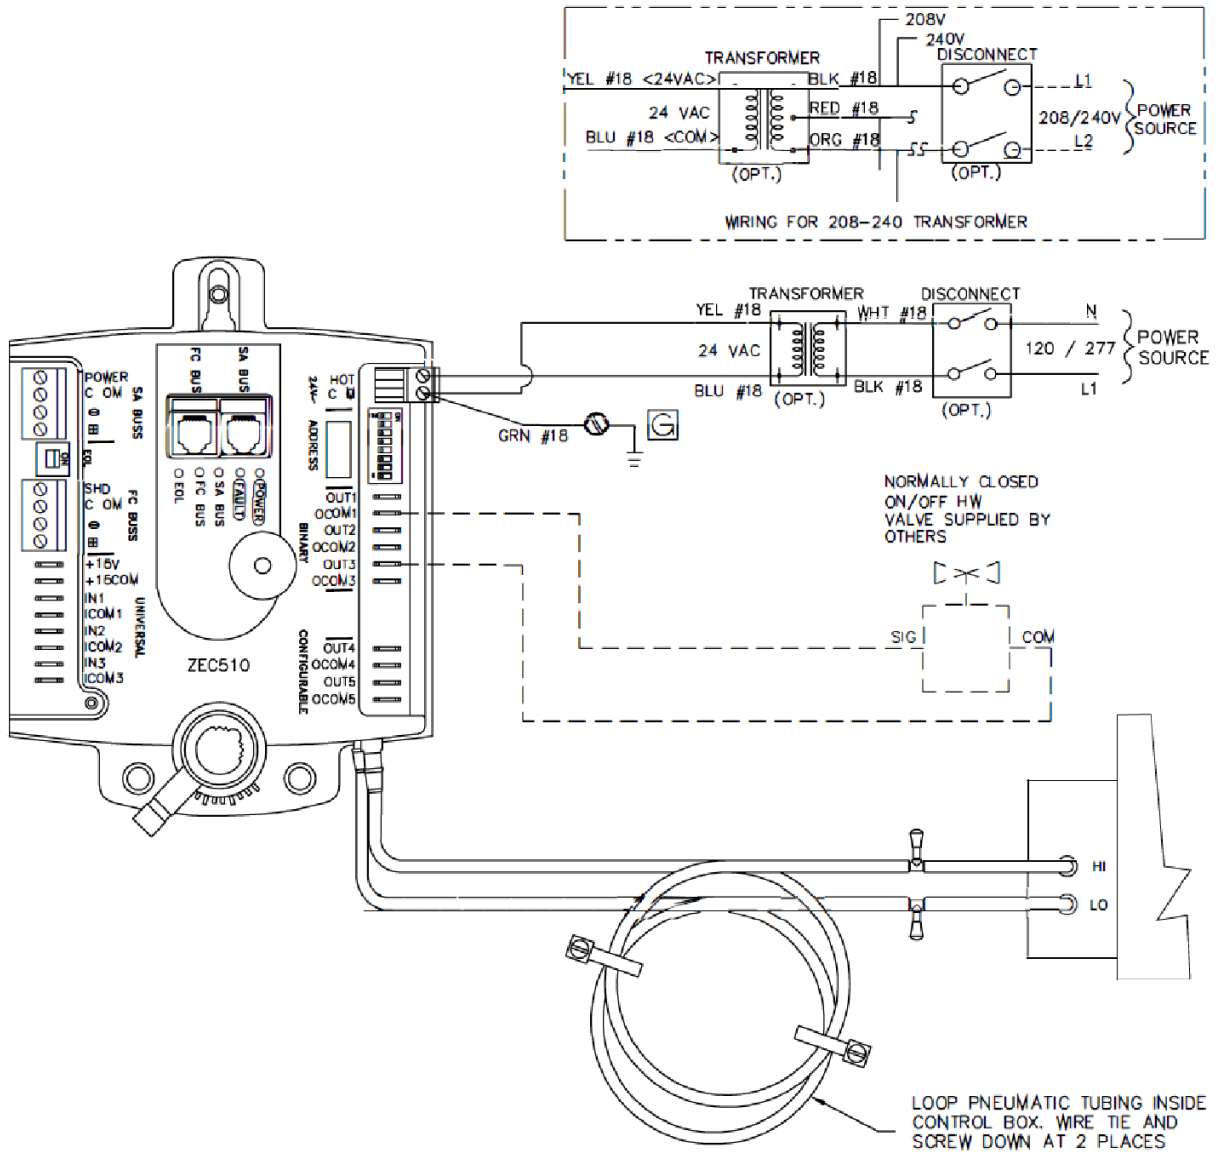 208V
240V
TRANSFORMER
DISCONNECT
YEL #18 <24VAC>
BLK #18
L1
24 VAC
RED #18
208/240V
POWER
SOURCE
BLU #18 <COM>
ORG #18
L2
(OPT.)
(OPT.)
WIRING FOR 208-240 TRANSFORMER
TRANSFORMER
DISCONNECT
YEL #18
WHT #18
N
24 VAC
120 / 277
POWER
SOURCE
BLU #18
BLK #18
L1
(OPT.)
(OPT.)
GRN #18
G
POWER
C OM
SA BUSS
ON
EOL
SHD
C OM
FC BUSS
+15V
+15COM
IN1
ICOM1
IN2
ICOM2
IN3
ICOM3
UNIVERSAL
FC BUS
SA BUS
EOL
FC BUS
SA BUS
FAULT
POWER
ZEC510
24V~
HOT
ADDRESS
OUT1
OCOM1
OUT2
OCOM2
OUT3
OCOM3
BINARY
OUT4
OCOM4
OUT5
OCOM5
CONFIGURABLE
NORMALLY CLOSED
ON/OFF HW
VALVE SUPPLIED BY
OTHERS
SIG
COM
HI
LO
LOOP PNEUMATIC TUBING INSIDE
CONTROL BOX. WIRE TIE AND
SCREW DOWN AT 2 PLACES